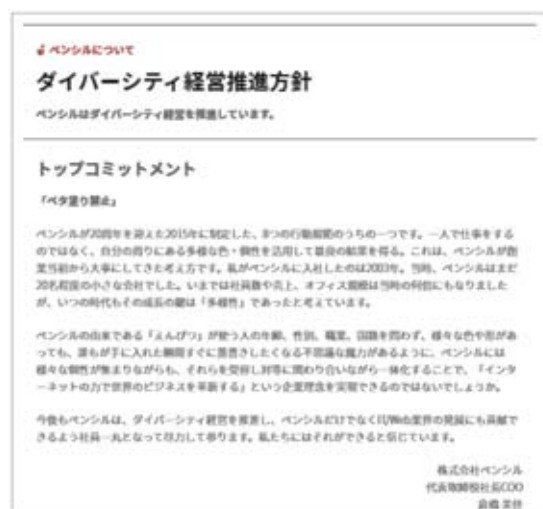 ペンシルについて
ダイバーシティ経営推進方針
ペンシルはダイバーシティ経営を推進しています。
トップコミットメント
「ベタ塗り禁止」
ペンシルが20周年を迎えた2015年に制定した、8つの行動規範のうちの一つです。一人で仕事をする
のではなく、自分の周りにある多様な色・個性を活用して最良の結果を得る。これは、ペンシルが創
業当初から大事にしてきた考え方です。私がペンシルに入社したのは2003年。当時、ペンシルはまだ
20名程度の小さな会社でした。いまでは社員数や売上、オフィス規模は当時の何倍にもなりました
が、いつの時代もその成長の鍵は「多様性」であったと考えています。
ペンシルの由来である「えんぴつ」が使う人の年齢、性別、職業、国籍を問わず、様々な色や形があ
っても、誰もが手に入れた瞬間すぐに落書きしたくなる不思議な魔力があるように、ペンシルには
様々な個性が集まりながらも、それらを受容し対等に関わり合いながら一体化することで、「インタ
ーネットの力で世界のビジネスを革新する」という企業理念を実現できるのではないでしょうか。
今後もペンシルは、ダイバーシティ経営を推進し、ペンシルだけでなくIT/Web業界の発展にも貢献で
きるよう社員一丸となって尽力して参ります。私たちにはそれができると信じています。
株式会社ペンシル
代表取締役社長COO
倉橋 美佳